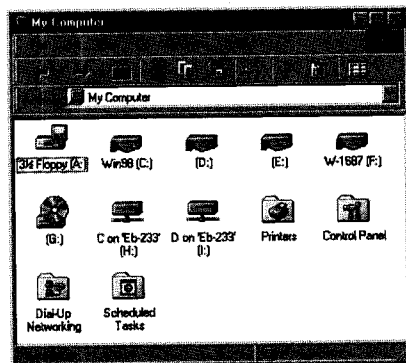 My Computer
My Computer
3½ Floppy (A:)
Win98 (C:)
(D:)
(E:)
W-1687 (F:)
(G:)
C on 'Eb-233' (H:)
D on 'Eb-233' (I:)
Printers
Control Panel
Dial-Up Networking
Scheduled Tasks